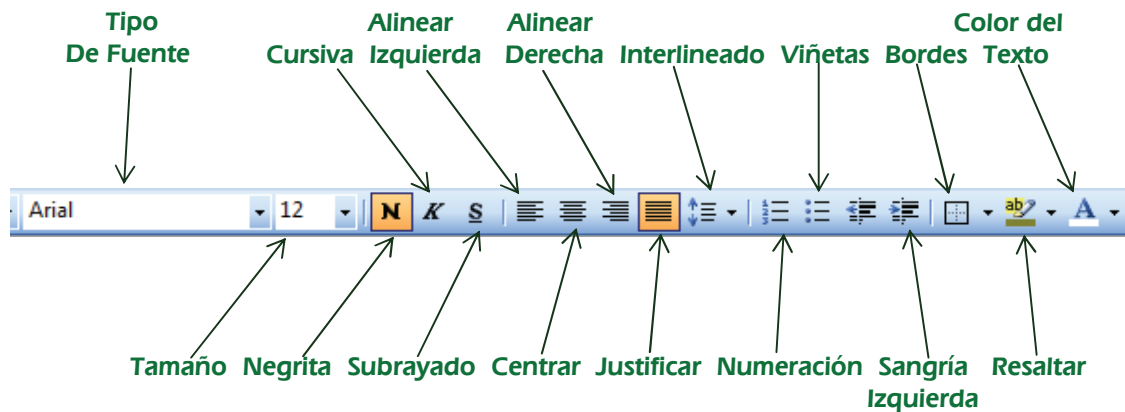 Tipo
De Fuente
Cursiva
Alinear
Izquierda
Alinear
Derecha
Interlineado
Viñetas
Bordes
Color del
Texto
Arial
12
N K S
ab
A
Tamaño
Negrita
Subrayado
Centrar
Justificar
Numeración
Sangría
Izquierda
Resaltar